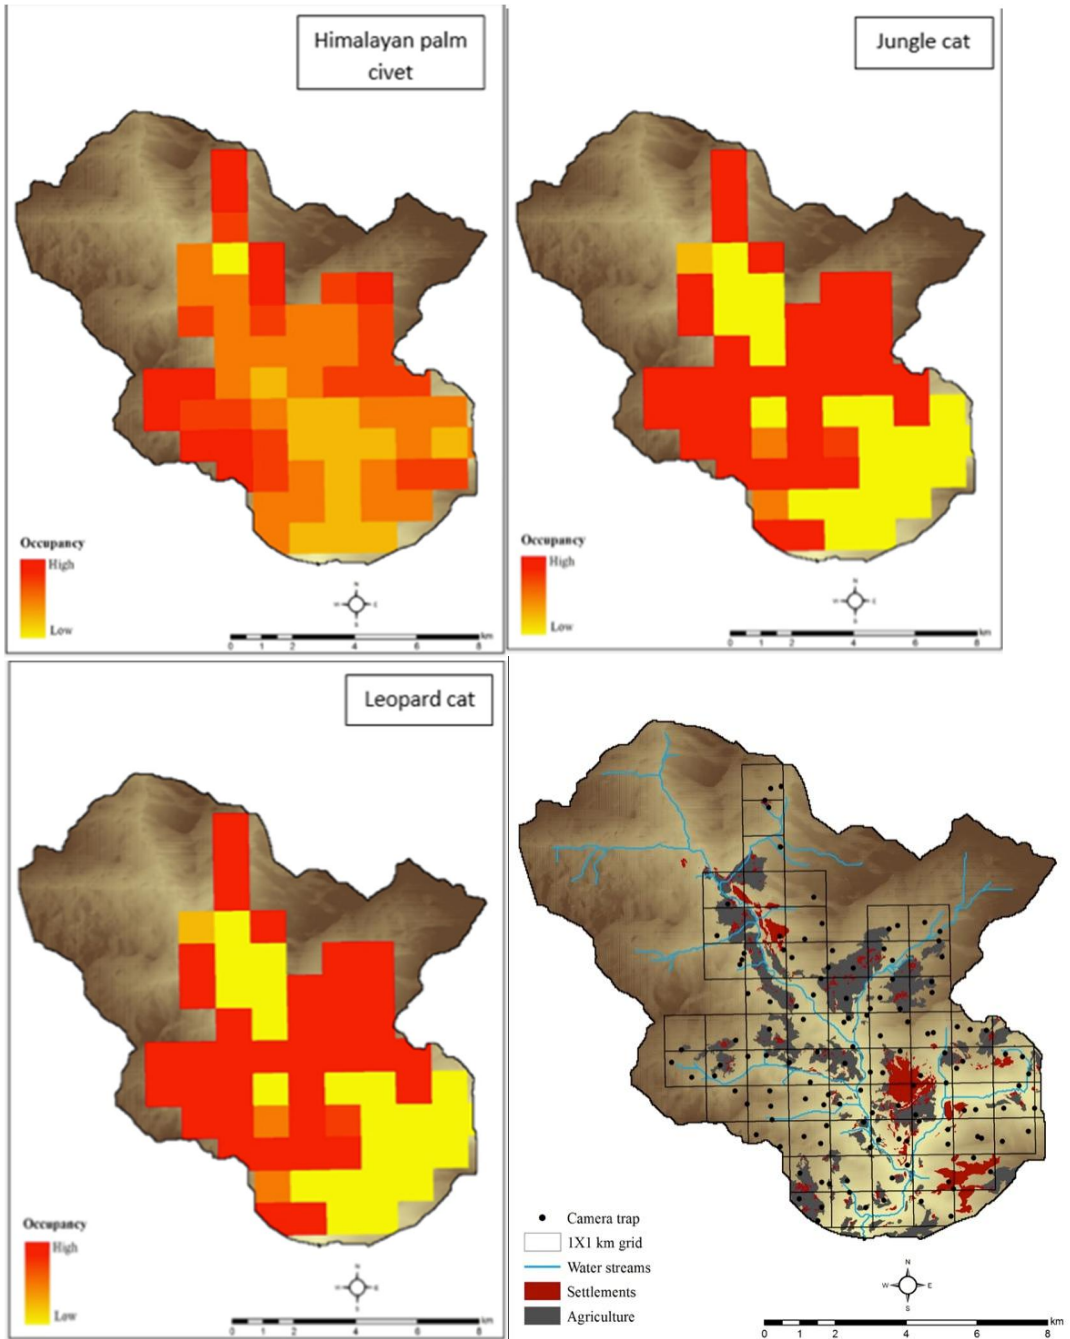 Himalayan palm
civet
Occupancy
High
Low
N
W E
S
0 2 4 8
km
Jungle cat
Occupancy
High
Low
N
W E
S
0 1 2 4 6 8
km
Leopard cat
Occupancy
High
Low
N
W E
S
0 1 2 4 6 8
km
Camera trap
1X1 km grid
Water streams
Settlements
Agriculture
N
W E
S
0 1 2 4 6 8
km